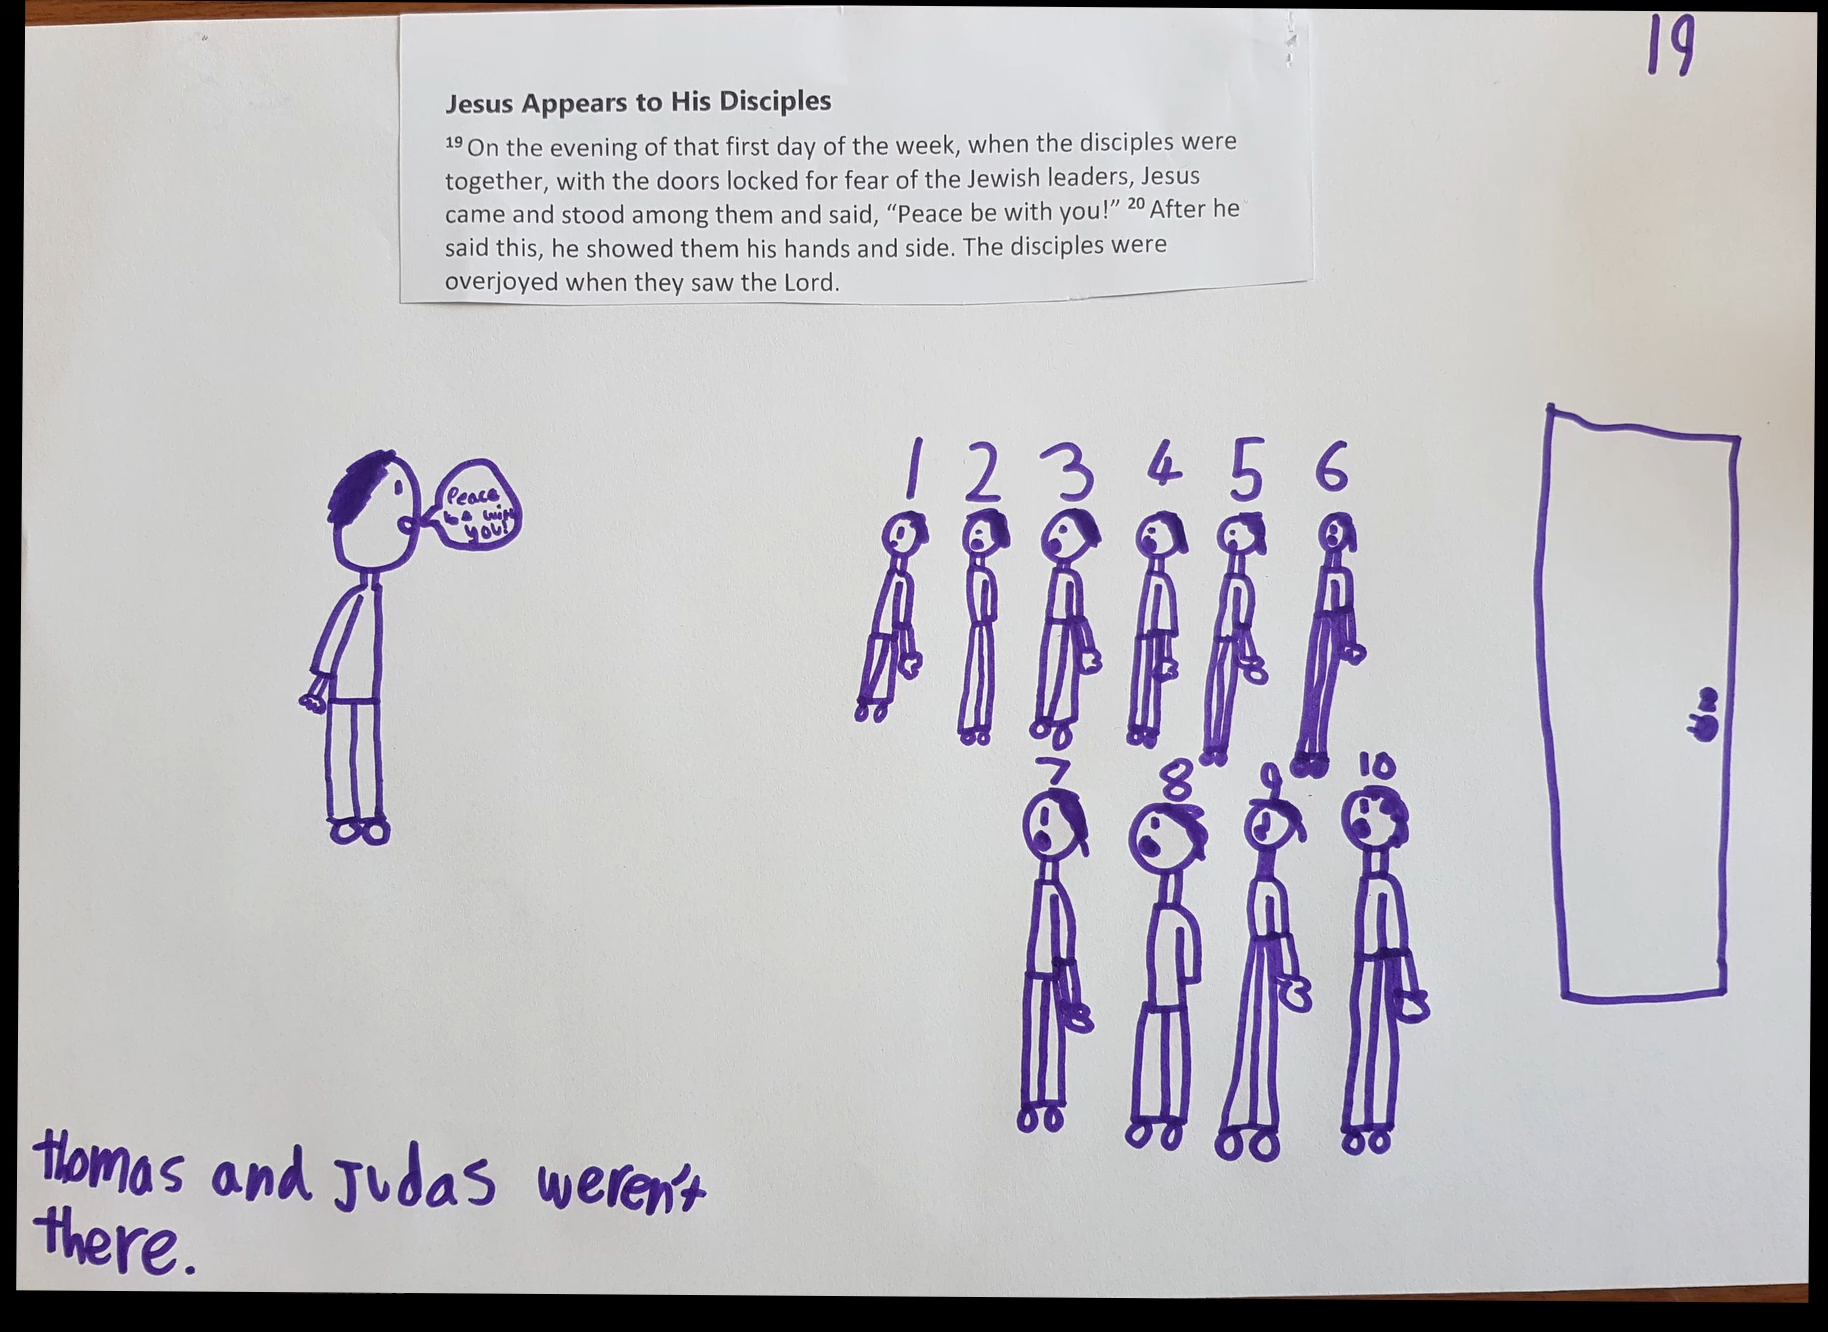 19
Jesus Appears to His Disciples
19 On the evening of that first day of the week, when the disciples were
together, with the doors locked for fear of the Jewish leaders, Jesus
came and stood among them and said, “Peace be with you!” 20 After he
said this, he showed them his hands and side. The disciples were
overjoyed when they saw the Lord.
Peace
be with
you!
1 2 3 4 5 6
7 8 9 10
Thomas and Judas weren't
there.